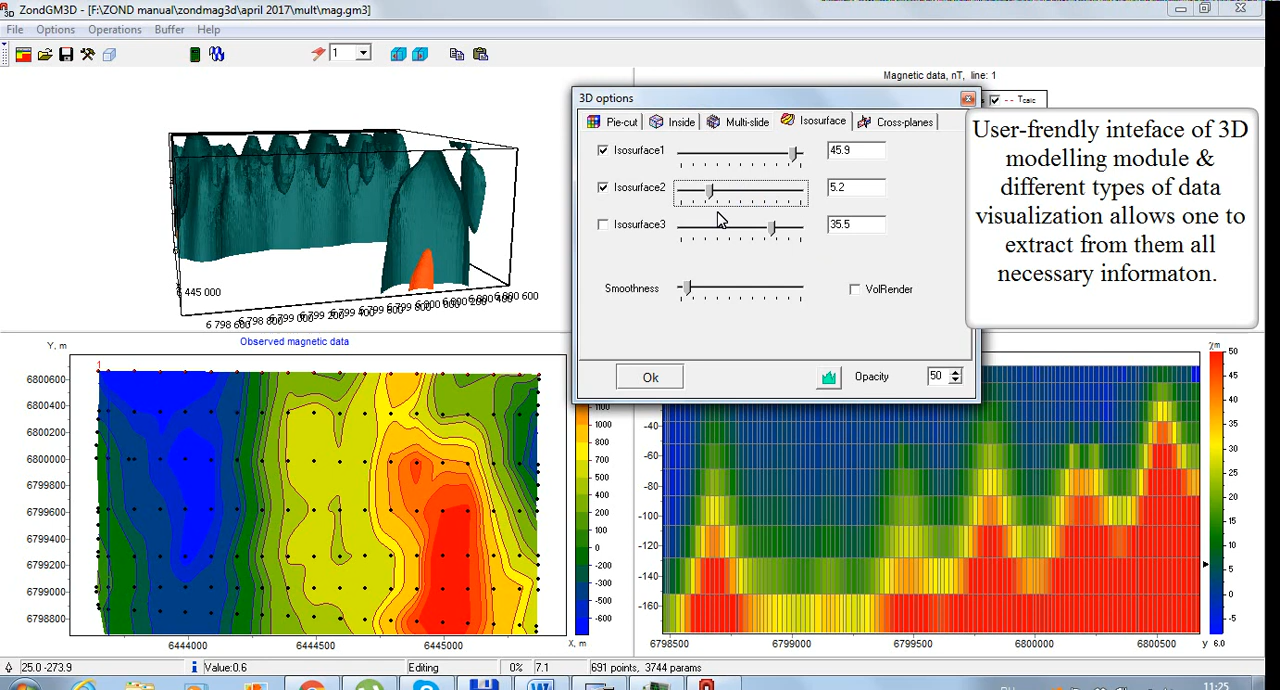 ZondGM3D - [F:\ZOND manual\zondmag3d\april 2017\mult\mag.gm3]
File Options Operations Buffer Help
1
Magnetic data, nT, line: 1
Tcalc
3D options
Pie-cut Inside Multi-slide Isosurface Cross-planes
Isosurface1 45.9
Isosurface2 5.2
Isosurface3 35.5
Smoothness VolRender
Ok Opacity 50
User-frendly inteface of 3D
modelling module &
different types of data
visualization allows one to
extract from them all
necessary informaton.
445 000
Observed magnetic data
Y, m
1
6800600
6800400
6800200
6800000
6799800
6799600
6799400
6799200
6799000
6798800
6444000 6444500 6445000 X, m
1000
800
700
500
400
200
100
0
-200
-300
-500
-600
-40
-60
-80
-100
-120
-140
-160
6798500 6799000 6799500 6800000 6800500 y 6.0
χm
50
45
40
35
30
25
20
15
10
5
0
-5
25.0 -273.9 Value:0.6 Editing 0% 7.1 691 points, 3744 params
11:25